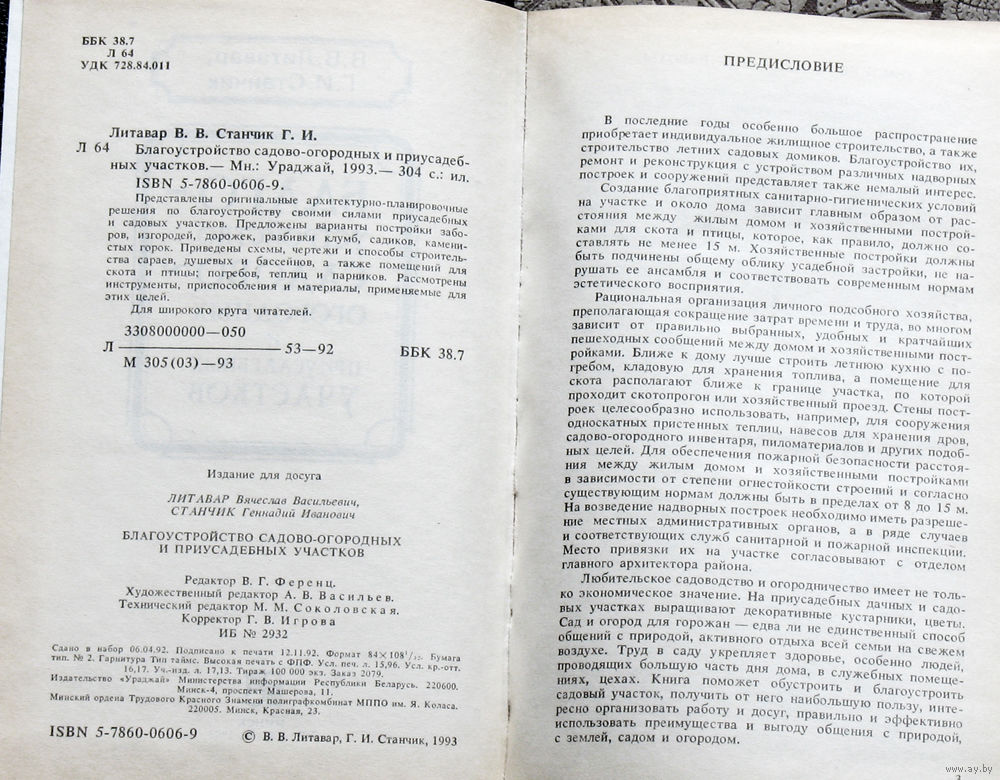 ББК 38.7
Л 64
УДК 728.84.011
Литавар В. В. Станчик Г. И.
Л 64 Благоустройство садово-огородных и приусадеб-
ных участков.— Мн.: Ураджай, 1993.— 304 с.: ил.
ISBN 5-7860-0606-9.
Представлены оригинальные архитектурно-планировочные
решения по благоустройству своими силами приусадебных
и садовых участков. Предложены варианты постройки забо-
ров, изгородей, дорожек, разбивки клумб, садиков, камени-
стых горок. Приведены схемы, чертежи и способы строитель-
ства сараев, душевых и бассейнов, а также помещений для
скота и птицы; погребов, теплиц и парников. Рассмотрены
инструменты, приспособления и материалы, применяемые для
этих целей.
Для широкого круга читателей.
3308000000—050
Л ———— 53—92
М 305(03)—93
ББК 38.7
Издание для досуга
ЛИТАВАР Вячеслав Васильевич,
СТАНЧИК Геннадий Иванович
БЛАГОУСТРОЙСТВО САДОВО-ОГОРОДНЫХ
И ПРИУСАДЕБНЫХ УЧАСТКОВ
Редактор В. Г. Ференц.
Художественный редактор А. В. Васильев.
Технический редактор М. М. Соколовская.
Корректор Г. В. Игрова
ИБ № 2932
Сдано в набор 06.04.92. Подписано к печати 12.11.92. Формат 84×108¹/₃₂. Бумага
тип. № 2. Гарнитура Тип таймс. Высокая печать с ФПФ. Усл. печ. л. 15,96. Усл. кр.-отт.
16,17. Уч.-изд. л. 17,13. Тираж 100 000 экз. Заказ 2079.
Издательство «Ураджай» Министерства информации Республики Беларусь. 220600.
Минск-4, проспект Машерова, 11.
Минский ордена Трудового Красного Знамени полиграфкомбинат МППО им. Я. Коласа.
220005. Минск, Красная, 23.
ISBN 5-7860-0606-9
© В. В. Литавар, Г. И. Станчик, 1993
ПРЕДИСЛОВИЕ
В последние годы особенно большое распространение
приобретает индивидуальное жилищное строительство, а также
строительство летних садовых домиков. Благоустройство их,
ремонт и реконструкция с устройством различных надворных
построек и сооружений представляет также немалый интерес.
Создание благоприятных санитарно-гигиенических условий
на участке и около дома зависит главным образом от рас-
стояния между жилым домом и хозяйственными построй-
ками для скота и птицы, которое, как правило, должно со-
ставлять не менее 15 м. Хозяйственные постройки должны
быть подчинены общему облику усадебной застройки, не на-
рушать ее ансамбля и соответствовать современным нормам
эстетического восприятия.
Рациональная организация личного подсобного хозяйства,
преполагающая сокращение затрат времени и труда, во многом
зависит от правильно выбранных, удобных и кратчайших
пешеходных сообщений между домом и хозяйственными пост-
ройками. Ближе к дому лучше строить летнюю кухню с по-
гребом, кладовую для хранения топлива, а помещение для
скота располагают ближе к границе участка, по которой
проходит скотопрогон или хозяйственный проезд. Стены пост-
роек целесообразно использовать, например, для сооружения
односкатных пристенных теплиц, навесов для хранения дров,
садово-огородного инвентаря, пиломатериалов и других подоб-
ных целей. Для обеспечения пожарной безопасности расстоя-
ния между жилым домом и хозяйственными постройками
в зависимости от степени огнестойкости строений и согласно
существующим нормам должны быть в пределах от 8 до 15 м.
На возведение надворных построек необходимо иметь разреше-
ние местных административных органов, а в ряде случаев
и соответствующих служб санитарной и пожарной инспекции.
Место привязки их на участке согласовывают с отделом
главного архитектора района.
Любительское садоводство и огородничество имеет не толь-
ко экономическое значение. На приусадебных дачных и садо-
вых участках выращивают декоративные кустарники, цветы.
Сад и огород для горожан — едва ли не единственный способ
общений с природой, активного отдыха всей семьи на свежем
воздухе. Труд в саду укрепляет здоровье, особенно людей,
проводящих большую часть дня дома, в служебных помеще-
ниях, цехах. Книга поможет обустроить и благоустроить
садовый участок, получить от него наибольшую пользу, инте-
ресно организовать работу и досуг, правильно и эффективно
использовать преимущества и выгоду общения с природой,
с землей, садом и огородом.
3
www.ay.by